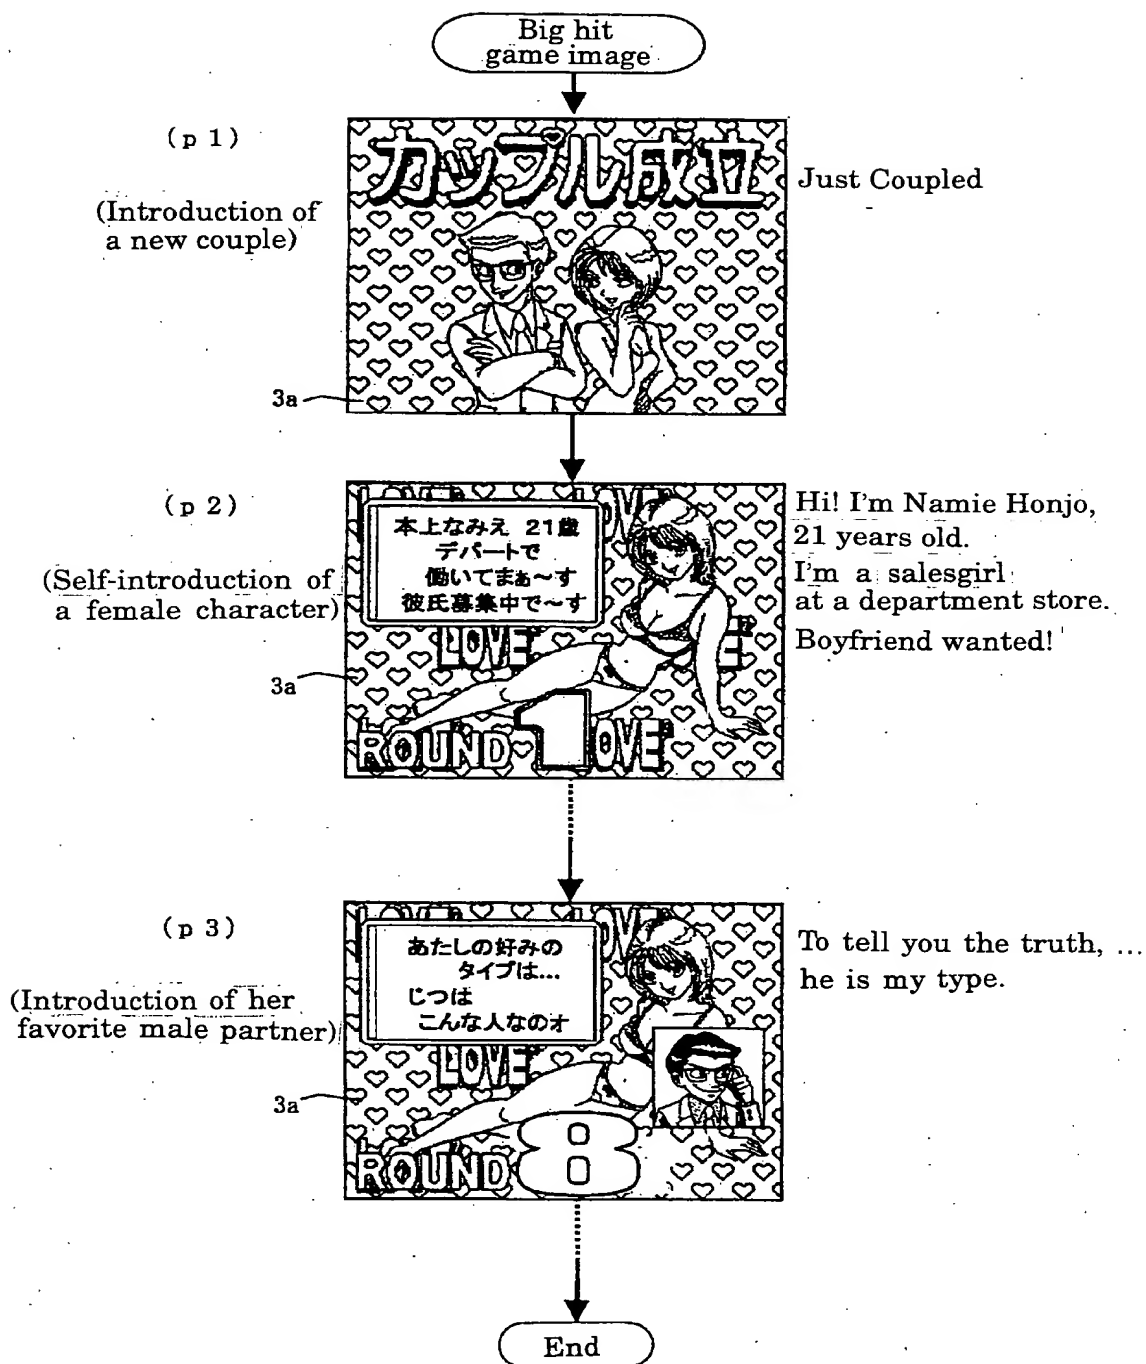 Big hit
game image
(p 1)
(Introduction of
a new couple)
カップル成立
Just Coupled
3a
(p 2)
(Self-introduction of
a female character)
本上なみえ 21歳
デパートで
働いてまぁ～す
彼氏募集中で～す
LOVE
ROUND 1
OVE
Hi! I'm Namie Honjo,
21 years old.
I'm a salesgirl
at a department store.
Boyfriend wanted!
3a
(p 3)
(Introduction of her
favorite male partner)
あたしの好みの
タイプは...
じつは
こんな人なのオ
LOVE
ROUND 8
To tell you the truth, ...
he is my type.
3a
End